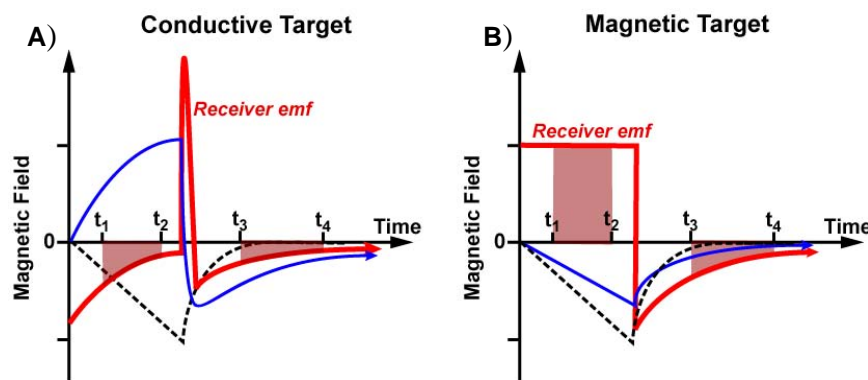 A)
Conductive Target
Receiver emf
Magnetic Field
0
t1
t2
t3
t4
Time
B)
Magnetic Target
Receiver emf
Magnetic Field
0
t1
t2
t3
t4
Time